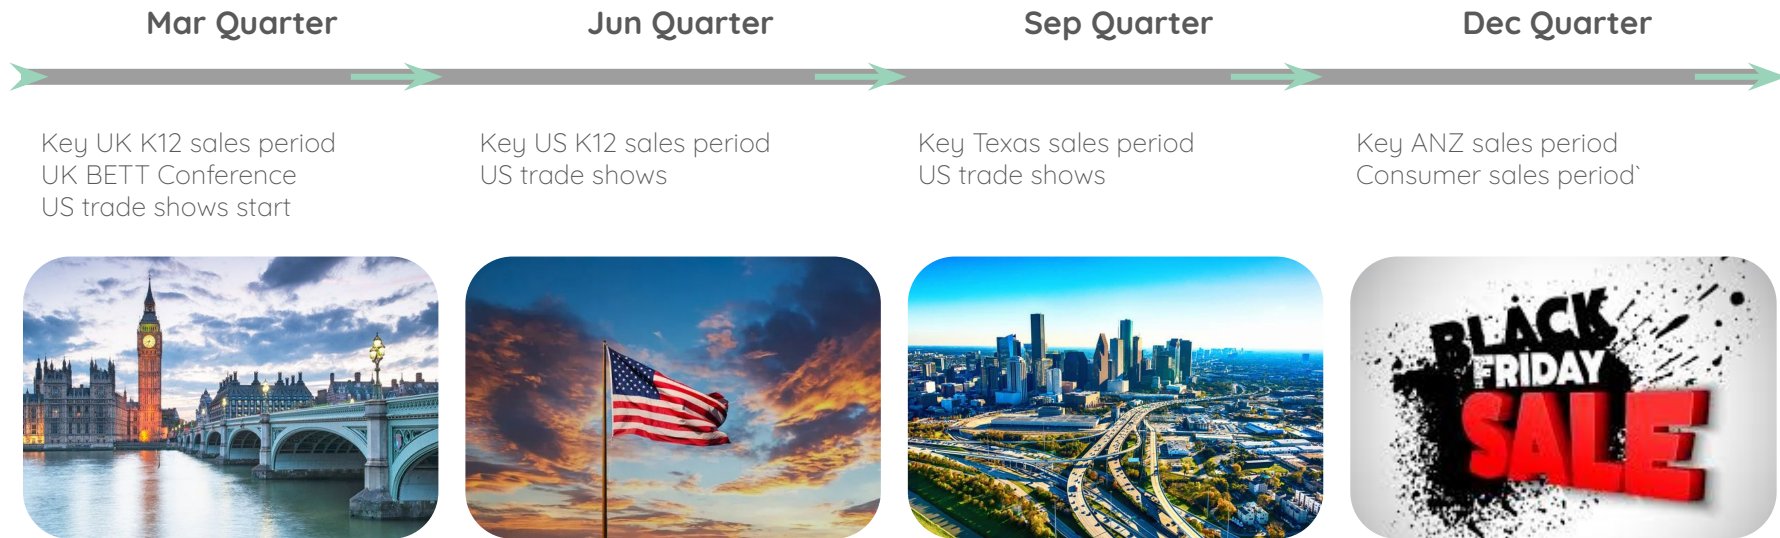 Mar Quarter
Jun Quarter
Sep Quarter
Dec Quarter
Key UK K12 sales period
UK BETT Conference
US trade shows start
Key US K12 sales period
US trade shows
Key Texas sales period
US trade shows
Key ANZ sales period
Consumer sales period`
BLACK
FRIDAY
SALE